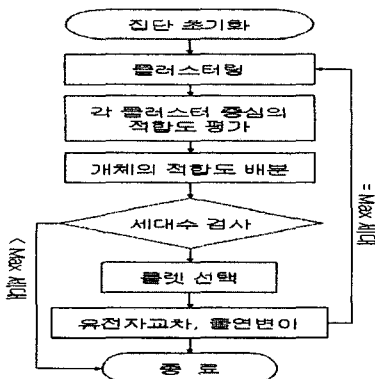 집단 초기화
클러스터링
각 클러스터 중심의
적합도 평가
개체의 적합도 배분
세대수 검사
룰렛 선택
유전자교차, 돌연변이
종 료
= Max 세대
< Max 세대